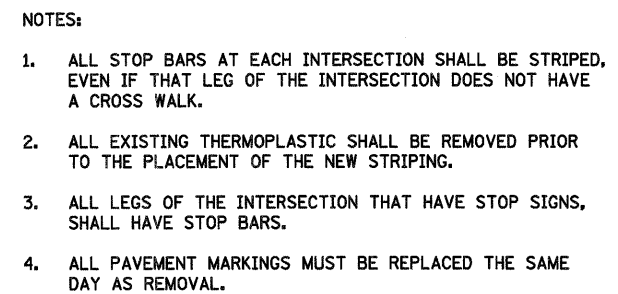 NOTES:
1. ALL STOP BARS AT EACH INTERSECTION SHALL BE STRIPED,
EVEN IF THAT LEG OF THE INTERSECTION DOES NOT HAVE
A CROSS WALK.
2. ALL EXISTING THERMOPLASTIC SHALL BE REMOVED PRIOR
TO THE PLACEMENT OF THE NEW STRIPING.
3. ALL LEGS OF THE INTERSECTION THAT HAVE STOP SIGNS,
SHALL HAVE STOP BARS.
4. ALL PAVEMENT MARKINGS MUST BE REPLACED THE SAME
DAY AS REMOVAL.